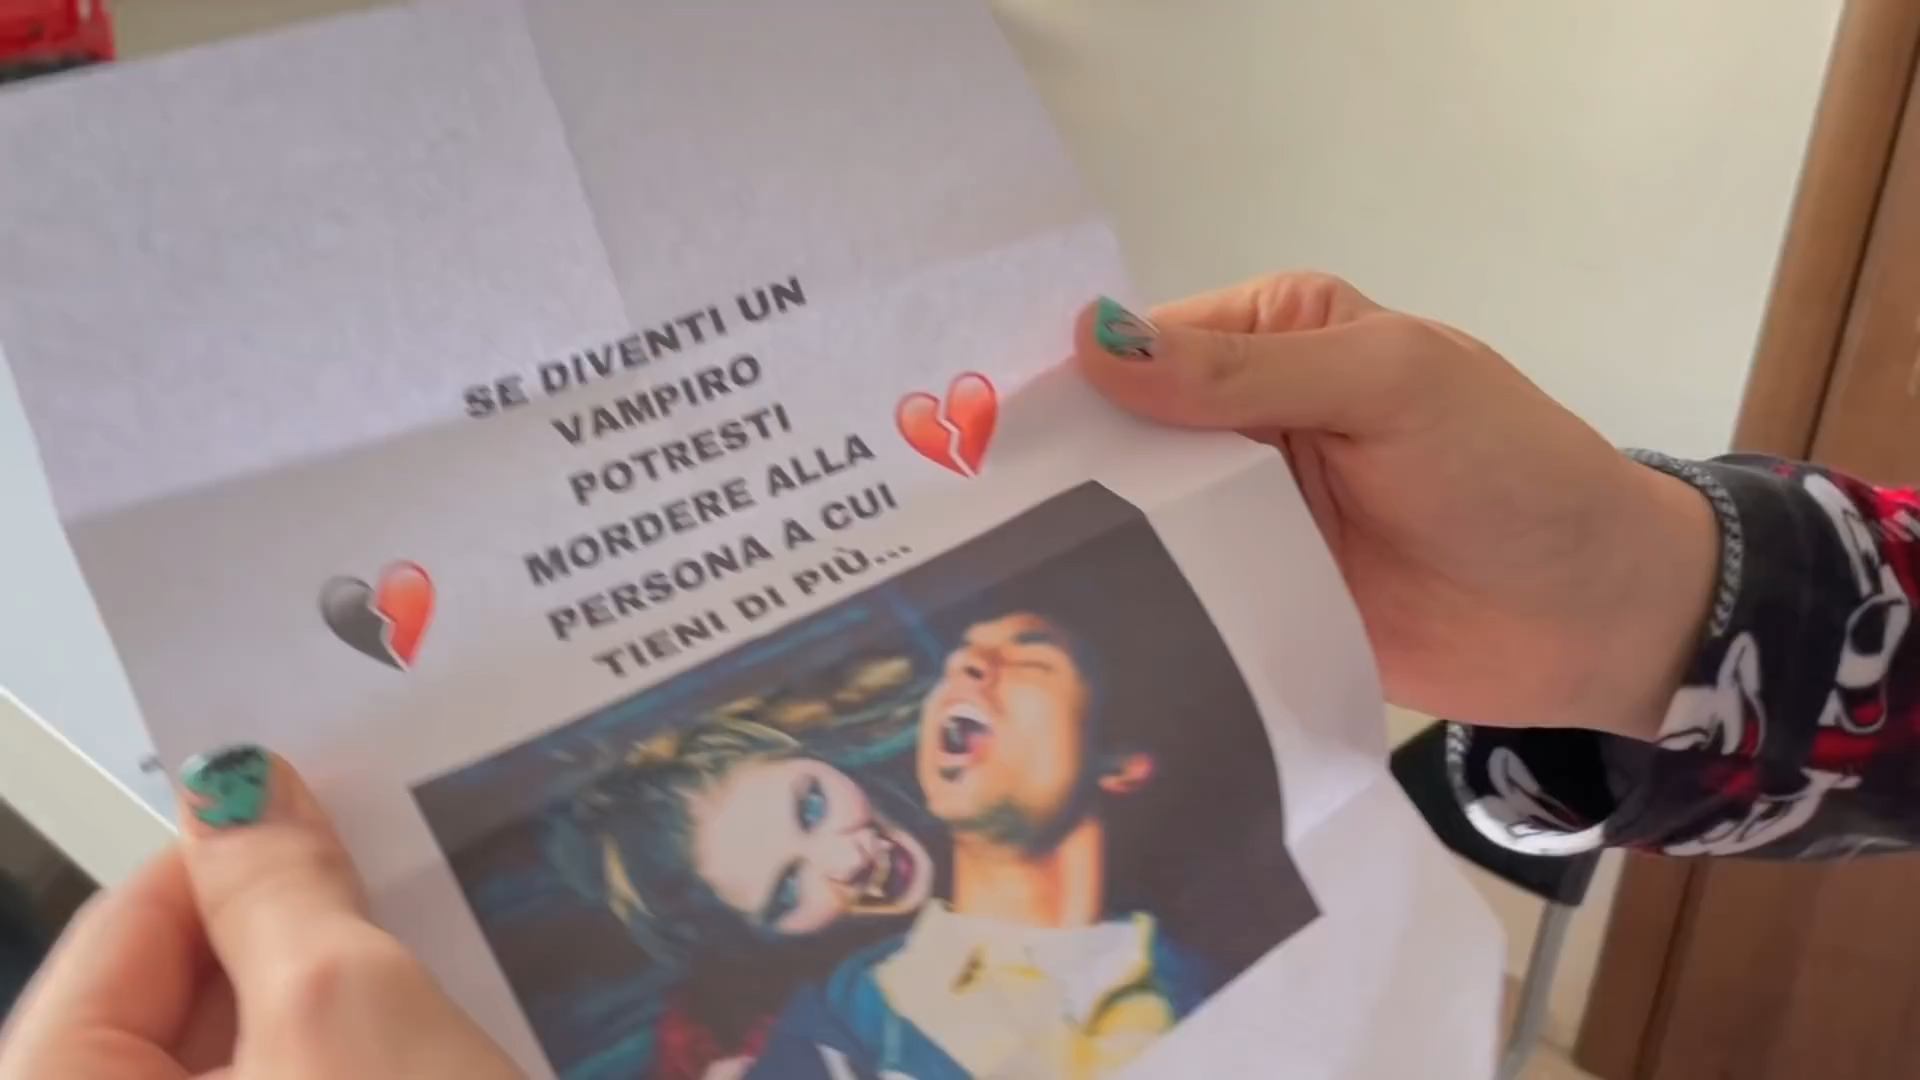 SE DIVENTI UN
VAMPIRO
POTRESTI
MORDERE ALLA
PERSONA A CUI
TIENI DI PIÙ...